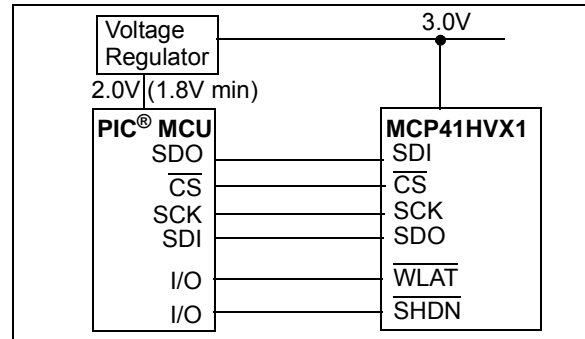 Voltage
Regulator
3.0V
2.0V (1.8V min)
PIC® MCU
SDO
CS
SCK
SDI
I/O
I/O
MCP41HVX1
SDI
CS
SCK
SDO
WLAT
SHDN